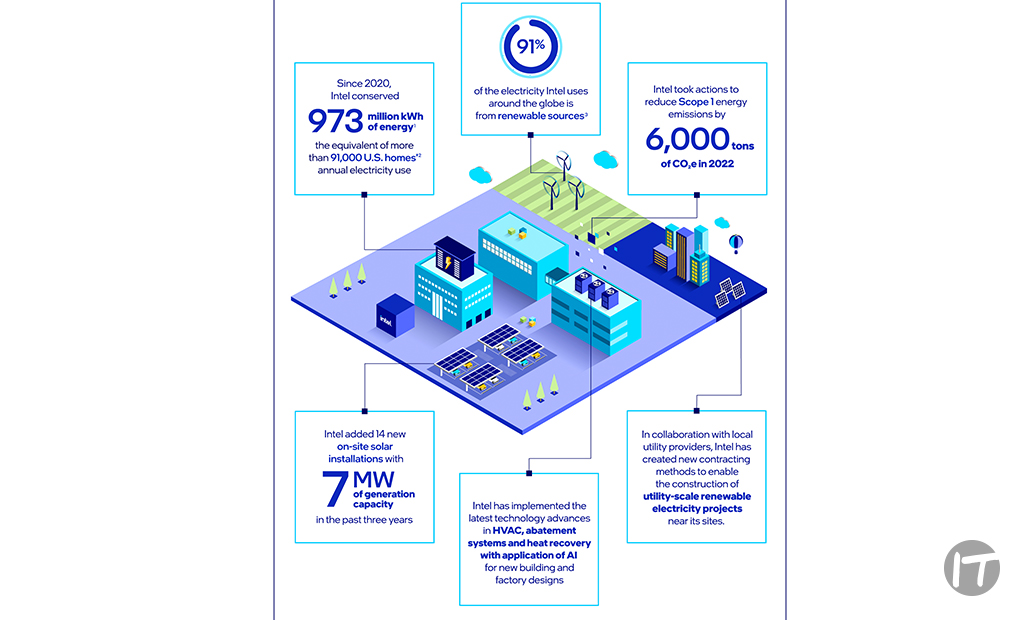 91%
of the electricity Intel uses
around the globe is
from renewable sources³
Since 2020,
Intel conserved
973 million kWh
of energy¹
the equivalent of more
than 91,000 U.S. homes’*²
annual electricity use
Intel took actions to
reduce Scope 1 energy
emissions by
6,000 tons
of CO₂e in 2022
intel
Intel added 14 new
on-site solar
installations with
7 MW
of generation
capacity
in the past three years
Intel has implemented the
latest technology advances
in HVAC, abatement
systems and heat recovery
with application of AI
for new building and
factory designs
In collaboration with local
utility providers, Intel has
created new contracting
methods to enable
the construction of
utility-scale renewable
electricity projects
near its sites.
IT